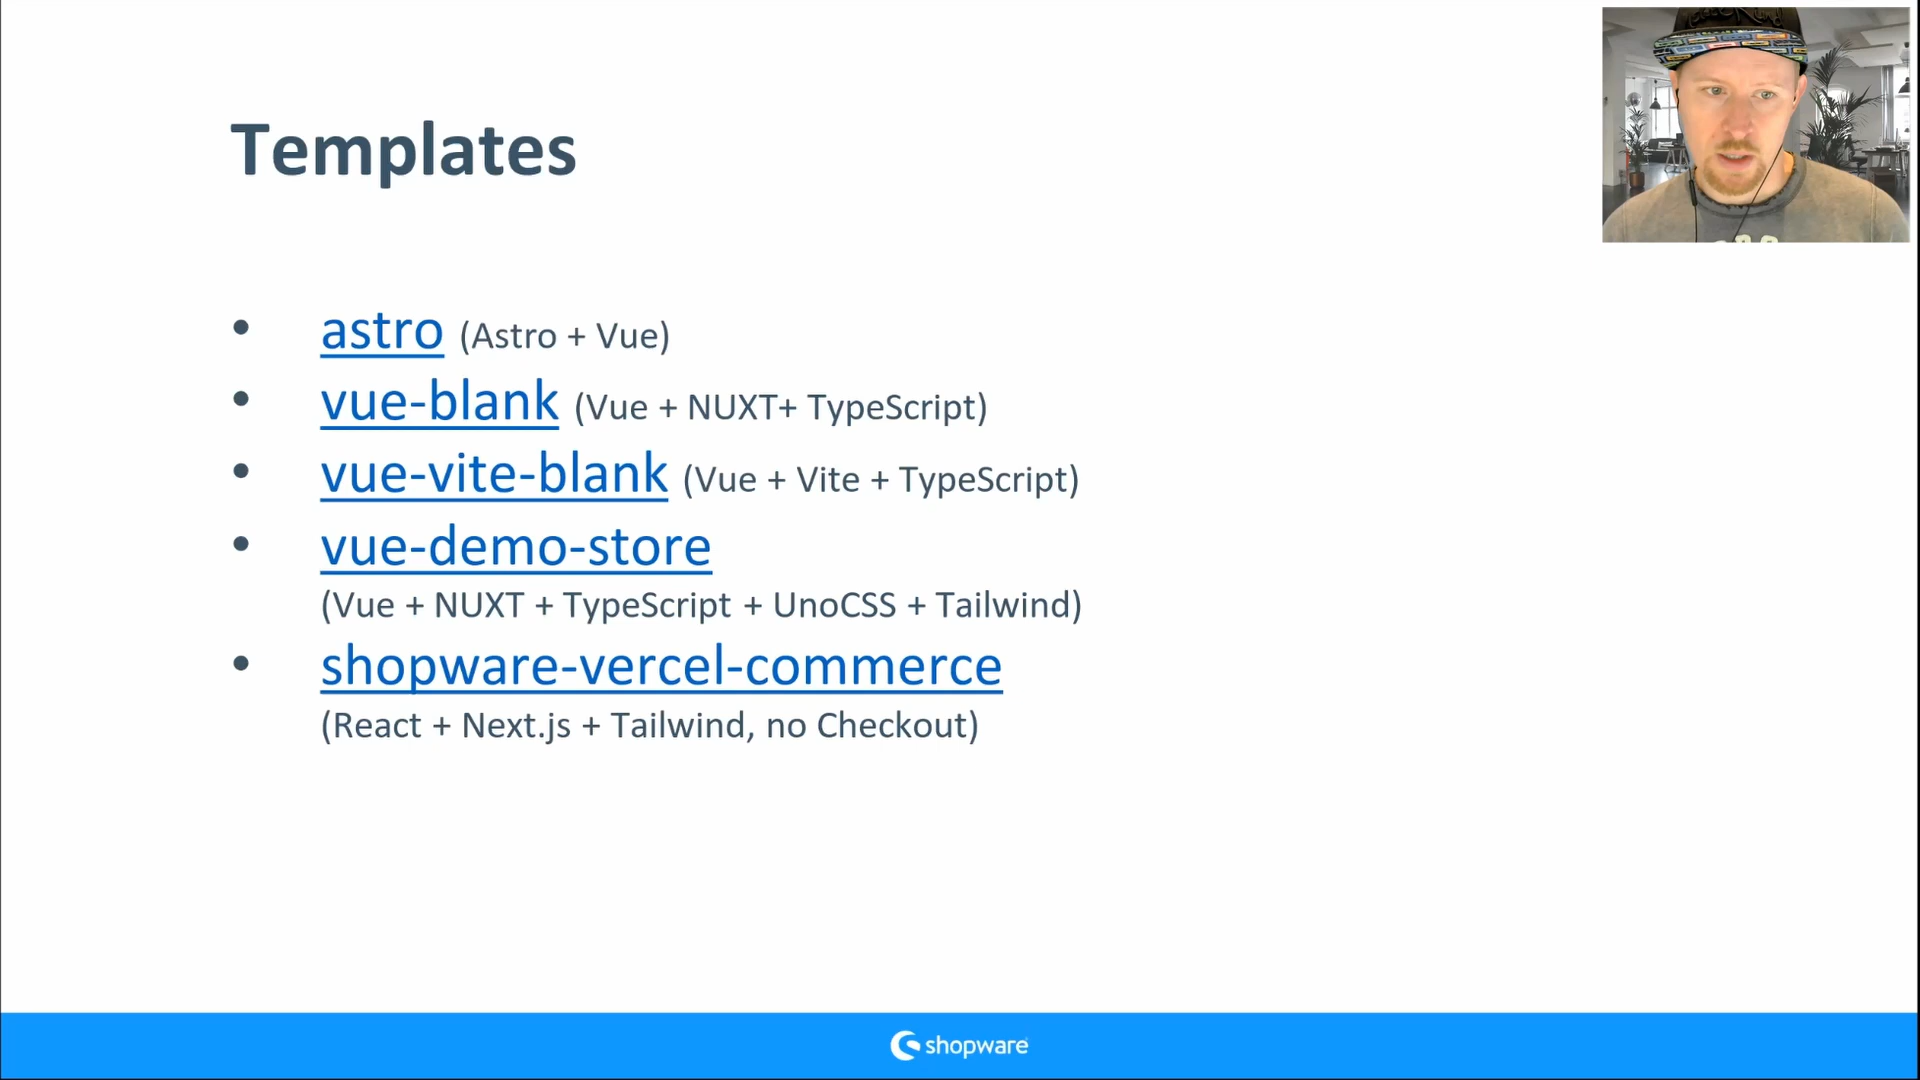 Templates
• astro (Astro + Vue)
• vue-blank (Vue + NUXT+ TypeScript)
• vue-vite-blank (Vue + Vite + TypeScript)
• vue-demo-store
(Vue + NUXT + TypeScript + UnoCSS + Tailwind)
• shopware-vercel-commerce
(React + Next.js + Tailwind, no Checkout)
shopware